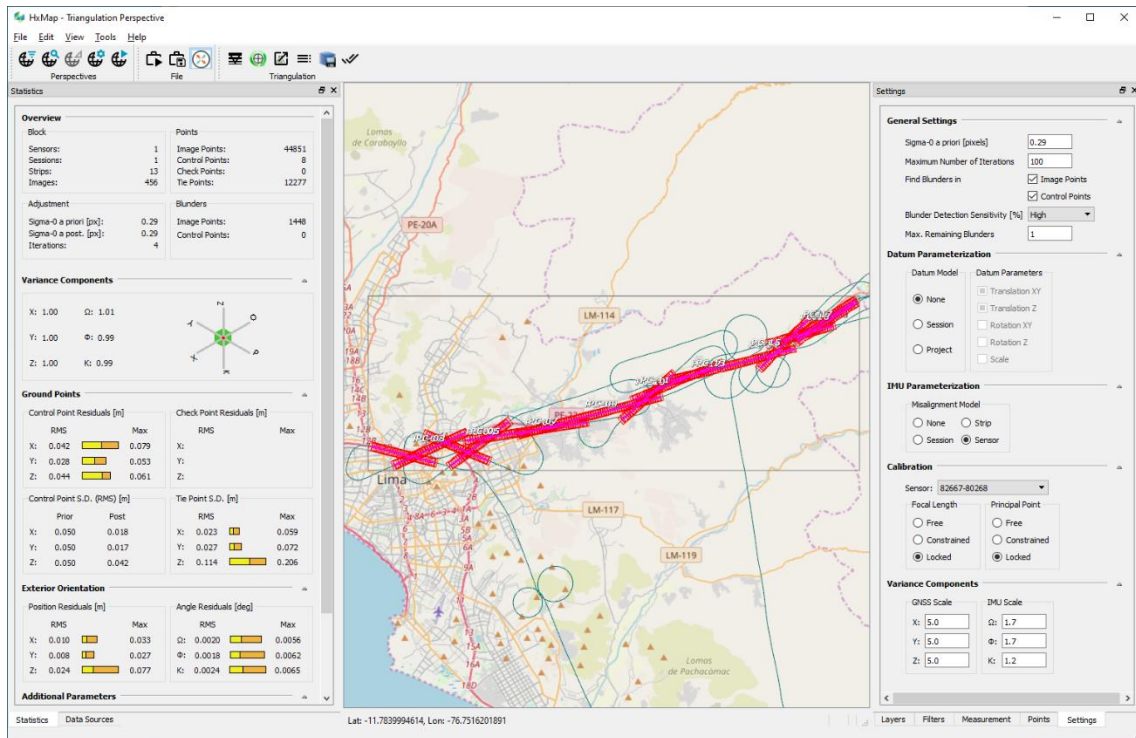 HxMap - Triangulation Perspective
File Edit View Tools Help
Perspectives File Triangulation
Statistics
Overview
Block Points
Sensors: 1 Image Points: 44851
Sessions: 1 Control Points: 8
Strips: 13 Check Points: 0
Images: 456 Tie Points: 12277
Adjustment Blunders
Sigma-0 a priori [px]: 0.29 Image Points: 1448
Sigma-0 a post. [px]: 0.29 Control Points: 0
Iterations: 4
Variance Components
X: 1.00 Ω: 1.01
Y: 1.00 Φ: 0.99
Z: 1.00 K: 0.99
Ground Points
Control Point Residuals [m] Check Point Residuals [m]
RMS Max RMS Max
X: 0.042 0.079 X:
Y: 0.028 0.053 Y:
Z: 0.044 0.061 Z:
Control Point S.D. (RMS) [m] Tie Point S.D. [m]
Prior Post RMS Max
X: 0.050 0.018 X: 0.023 0.059
Y: 0.050 0.017 Y: 0.027 0.072
Z: 0.050 0.042 Z: 0.114 0.206
Exterior Orientation
Position Residuals [m] Angle Residuals [deg]
RMS Max RMS Max
X: 0.010 0.033 Ω: 0.0020 0.0056
Y: 0.008 0.027 Φ: 0.0018 0.0062
Z: 0.024 0.077 K: 0.0024 0.0065
Additional Parameters
Statistics Data Sources
Lomas
de Carabayllo
PE-20A
LM-114
PE-22
Lima
LM-117
LM-119
Lomas
de Pachacámac
Lat: -11.7839994614, Lon: -76.7516201891
Settings
General Settings
Sigma-0 a priori [pixels] 0.29
Maximum Number of Iterations 100
Find Blunders in Image Points
Control Points
Blunder Detection Sensitivity [%] High
Max. Remaining Blunders 1
Datum Parameterization
Datum Model Datum Parameters
None Translation XY
Translation Z
Session Rotation XY
Rotation Z
Project Scale
IMU Parameterization
Misalignment Model
None Strip
Session Sensor
Calibration
Sensor: 82667-80268
Focal Length Principal Point
Free Free
Constrained Constrained
Locked Locked
Variance Components
GNSS Scale IMU Scale
X: 5.0 Ω: 1.7
Y: 5.0 Φ: 1.7
Z: 5.0 K: 1.2
Layers Filters Measurement Points Settings